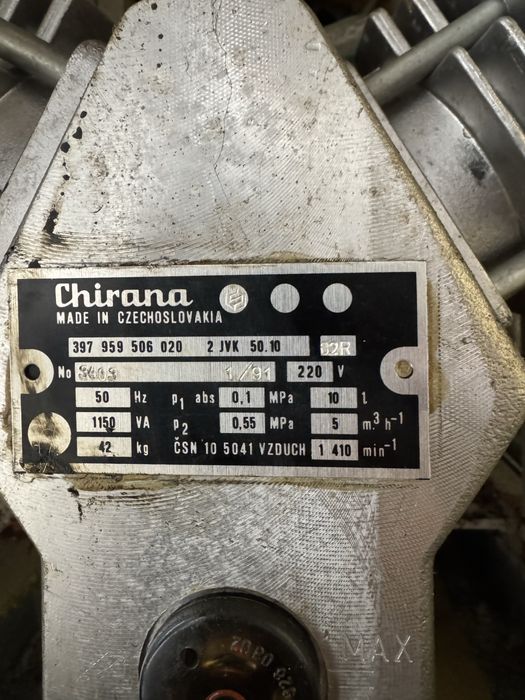 Chirana
MADE IN CZECHOSLOVAKIA
397 959 506 020 2 JVK 50.10 02R
No 1/91 220 V
50 Hz p1 abs 0,1 MPa 10 l
1150 VA p2 0,55 MPa 5 m³ h⁻¹
42 kg ČSN 10 5041 VZDUCH 1 410 min⁻¹
MAX